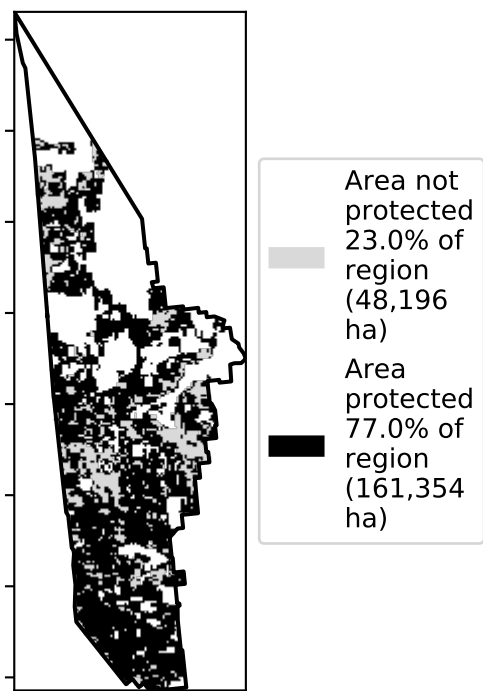 Area not
protected
23.0% of
region
(48,196
ha)
Area
protected
77.0% of
region
(161,354
ha)